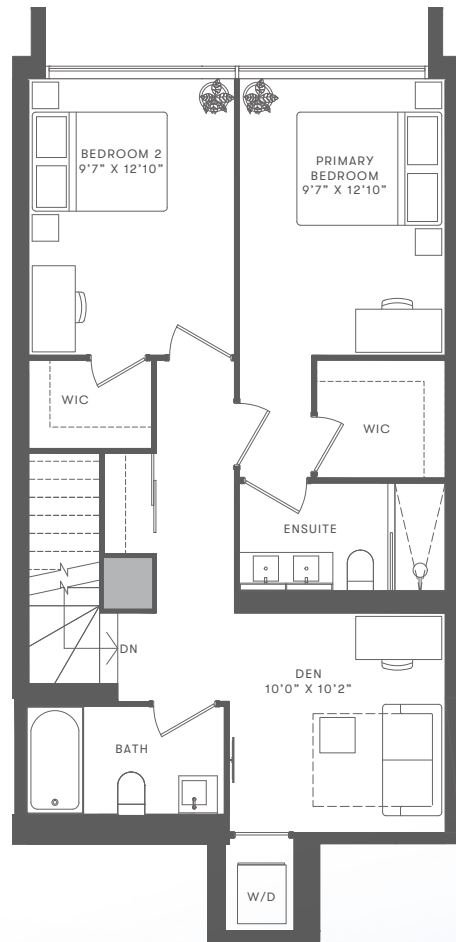 BEDROOM 2
9'7" X 12'10"
PRIMARY
BEDROOM
9'7" X 12'10"
WIC
WIC
ENSUITE
DN
DEN
10'0" X 10'2"
BATH
W/D